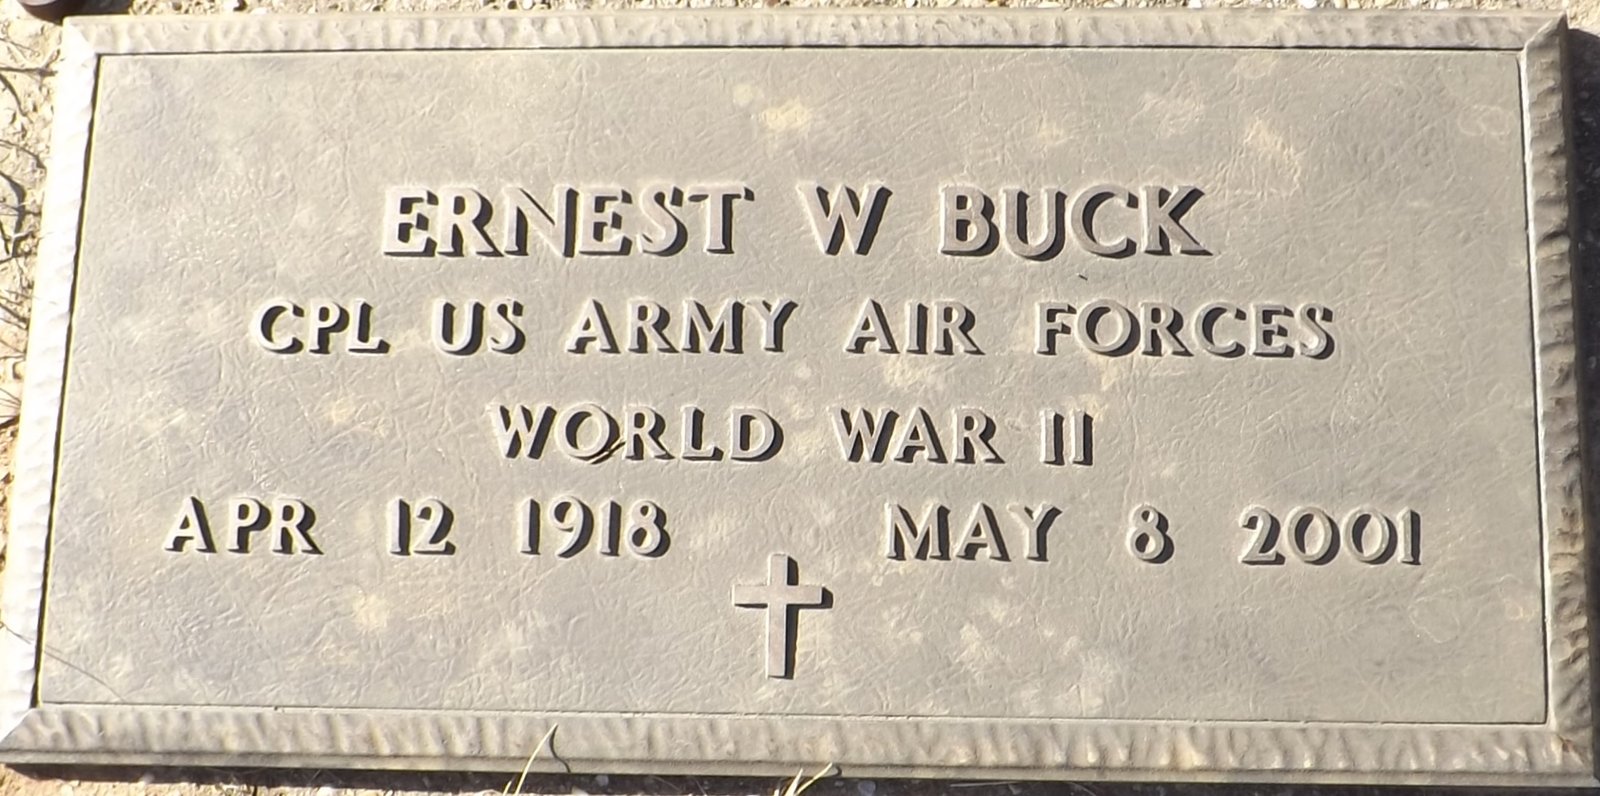 ERNEST W BUCK
CPL US ARMY AIR FORCES
WORLD WAR II
APR 12 1918 MAY 8 2001